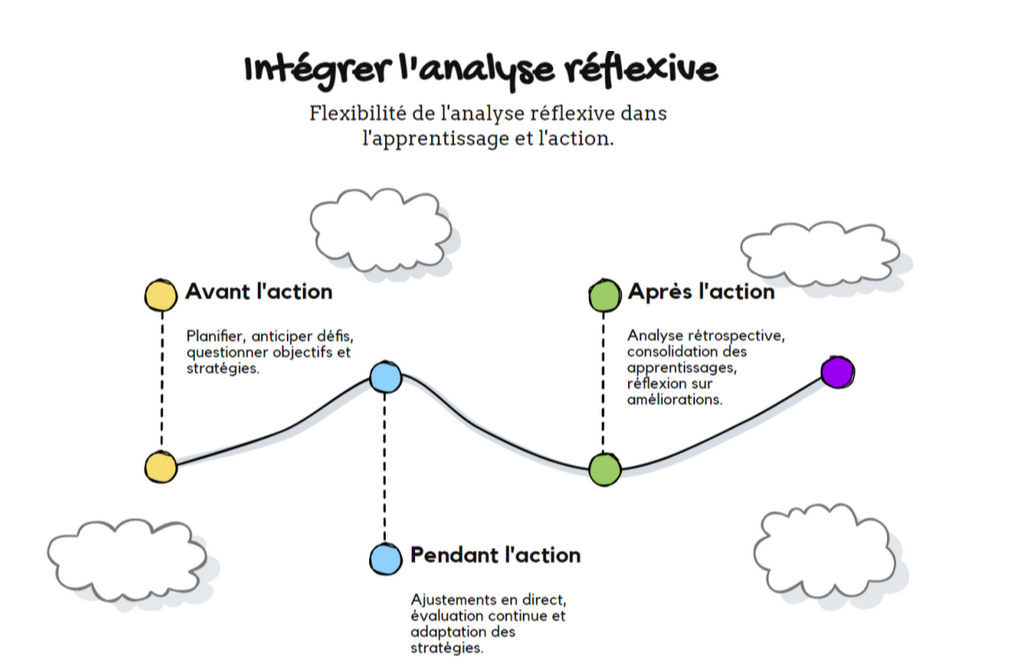 Intégrer l'analyse réflexive
Flexibilité de l'analyse réflexive dans
l'apprentissage et l'action.
Avant l'action
Planifier, anticiper défis,
questionner objectifs et
stratégies.
Pendant l'action
Ajustements en direct,
évaluation continue et
adaptation des
stratégies.
Après l'action
Analyse rétrospective,
consolidation des
apprentissages,
réflexion sur
améliorations.